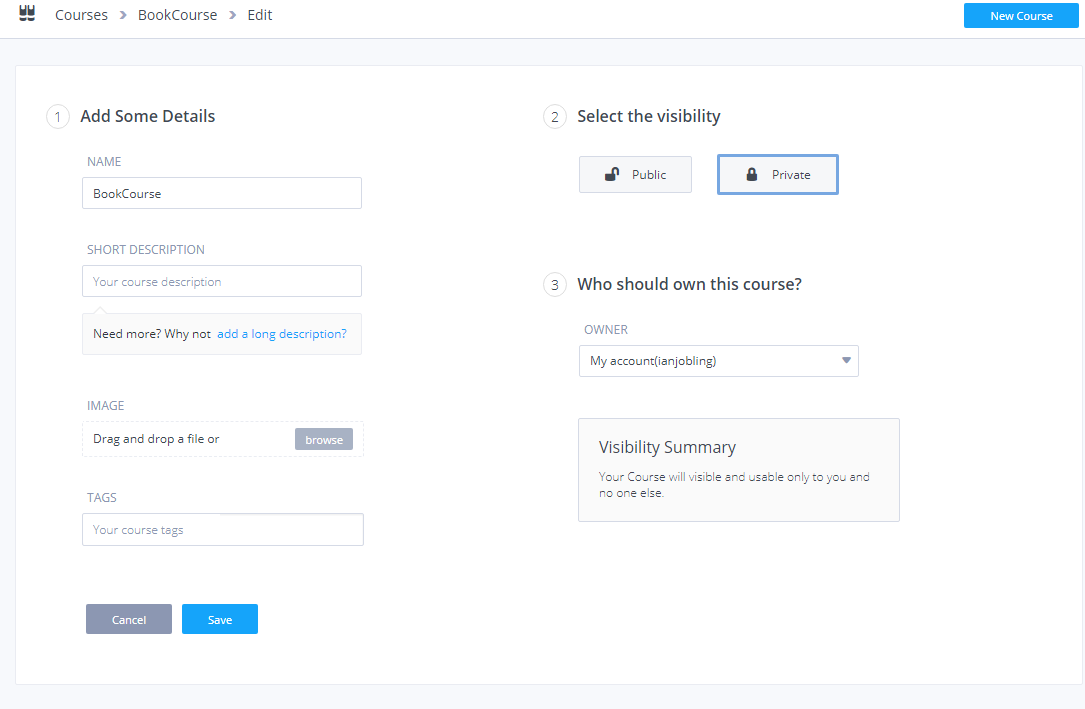 Courses > BookCourse > Edit
New Course
1 Add Some Details
NAME
BookCourse
SHORT DESCRIPTION
Your course description
Need more? Why not add a long description?
IMAGE
Drag and drop a file or browse
TAGS
Your course tags
Cancel Save
2 Select the visibility
Public Private
3 Who should own this course?
OWNER
My account(ianjobling)
Visibility Summary
Your Course will visible and usable only to you and
no one else.